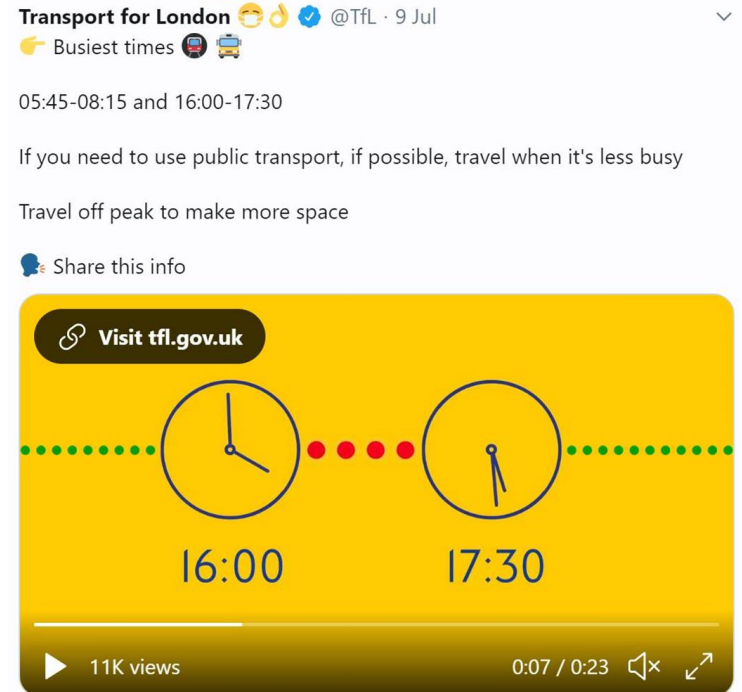 Transport for London 😷👌 @TfL · 9 Jul
👉 Busiest times 🚇 🚍
05:45-08:15 and 16:00-17:30
If you need to use public transport, if possible, travel when it's less busy
Travel off peak to make more space
🗣️ Share this info
Visit tfl.gov.uk
16:00 17:30
11K views 0:07 / 0:23